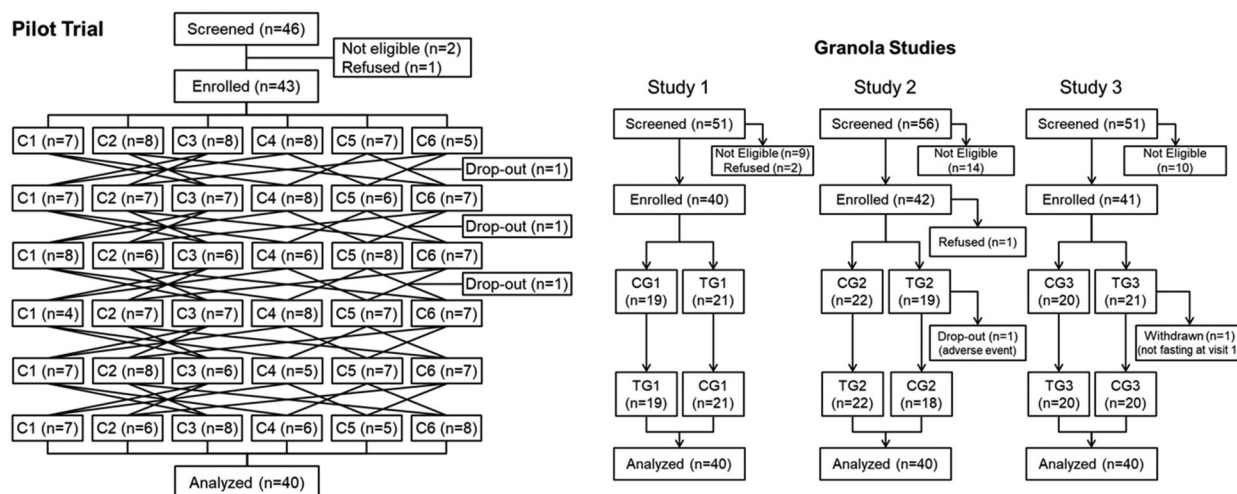 Pilot Trial
Screened (n=46)
Not eligible (n=2)
Refused (n=1)
Enrolled (n=43)
C1 (n=7) C2 (n=8) C3 (n=8) C4 (n=8) C5 (n=7) C6 (n=5)
Drop-out (n=1)
C1 (n=7) C2 (n=7) C3 (n=7) C4 (n=8) C5 (n=6) C6 (n=7)
Drop-out (n=1)
C1 (n=8) C2 (n=6) C3 (n=6) C4 (n=6) C5 (n=8) C6 (n=7)
Drop-out (n=1)
C1 (n=4) C2 (n=7) C3 (n=7) C4 (n=8) C5 (n=7) C6 (n=7)
C1 (n=7) C2 (n=8) C3 (n=6) C4 (n=5) C5 (n=7) C6 (n=7)
C1 (n=7) C2 (n=6) C3 (n=8) C4 (n=6) C5 (n=5) C6 (n=8)
Analyzed (n=40)
Granola Studies
Study 1
Screened (n=51)
Not Eligible (n=9)
Refused (n=2)
Enrolled (n=40)
CG1 TG1
(n=19) (n=21)
TG1 CG1
(n=19) (n=21)
Analyzed (n=40)
Study 2
Screened (n=56)
Not Eligible
(n=14)
Enrolled (n=42)
Refused (n=1)
CG2 TG2
(n=22) (n=19)
Drop-out (n=1)
(adverse event)
TG2 CG2
(n=22) (n=18)
Analyzed (n=40)
Study 3
Screened (n=51)
Not Eligible
(n=10)
Enrolled (n=41)
CG3 TG3
(n=20) (n=21)
Withdrawn (n=1)
(not fasting at visit 1
TG3 CG3
(n=20) (n=20)
Analyzed (n=40)